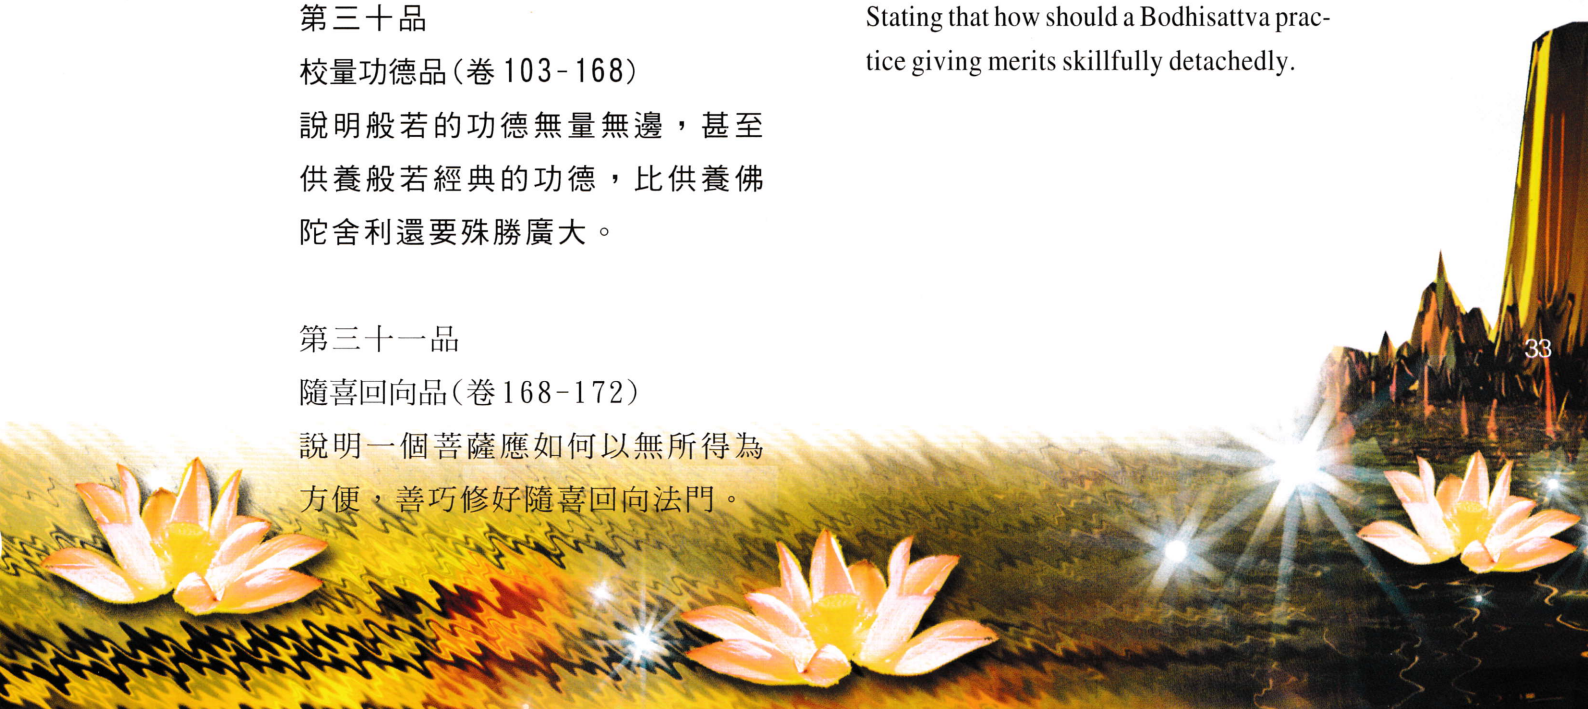 第三十品
校量功德品(卷103-168)
說明般若的功德無量無邊，甚至
供養般若經典的功德，比供養佛
陀舍利還要殊勝廣大。
第三十一品
隨喜回向品(卷168-172)
說明一個菩薩應如何以無所得為
方便，善巧修好隨喜回向法門。
Stating that how should a Bodhisattva prac-
tice giving merits skillfully detachedly.
33